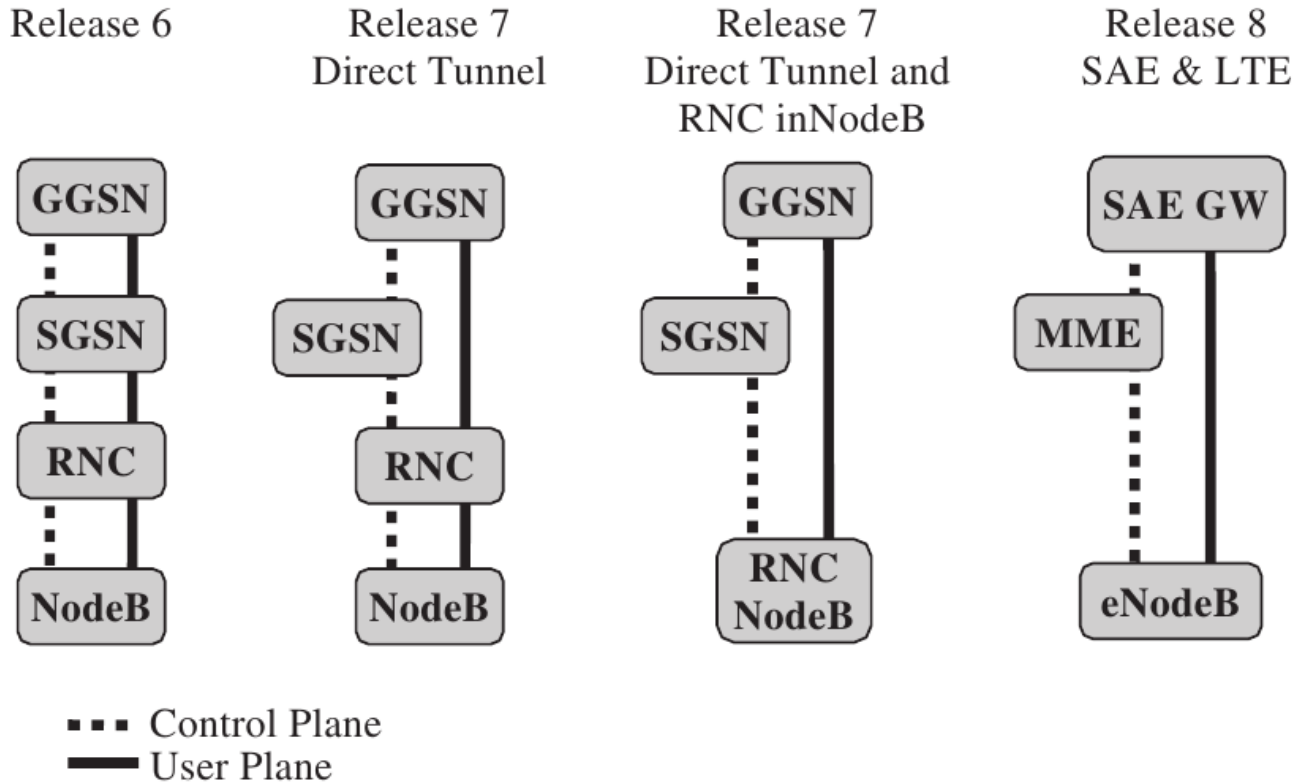 Release 6
Release 7
Direct Tunnel
Release 7
Direct Tunnel and
RNC inNodeB
Release 8
SAE & LTE
GGSN
SGSN
RNC
NodeB
GGSN
SGSN
RNC
NodeB
GGSN
SGSN
RNC
NodeB
SAE GW
MME
eNodeB
Control Plane
User Plane